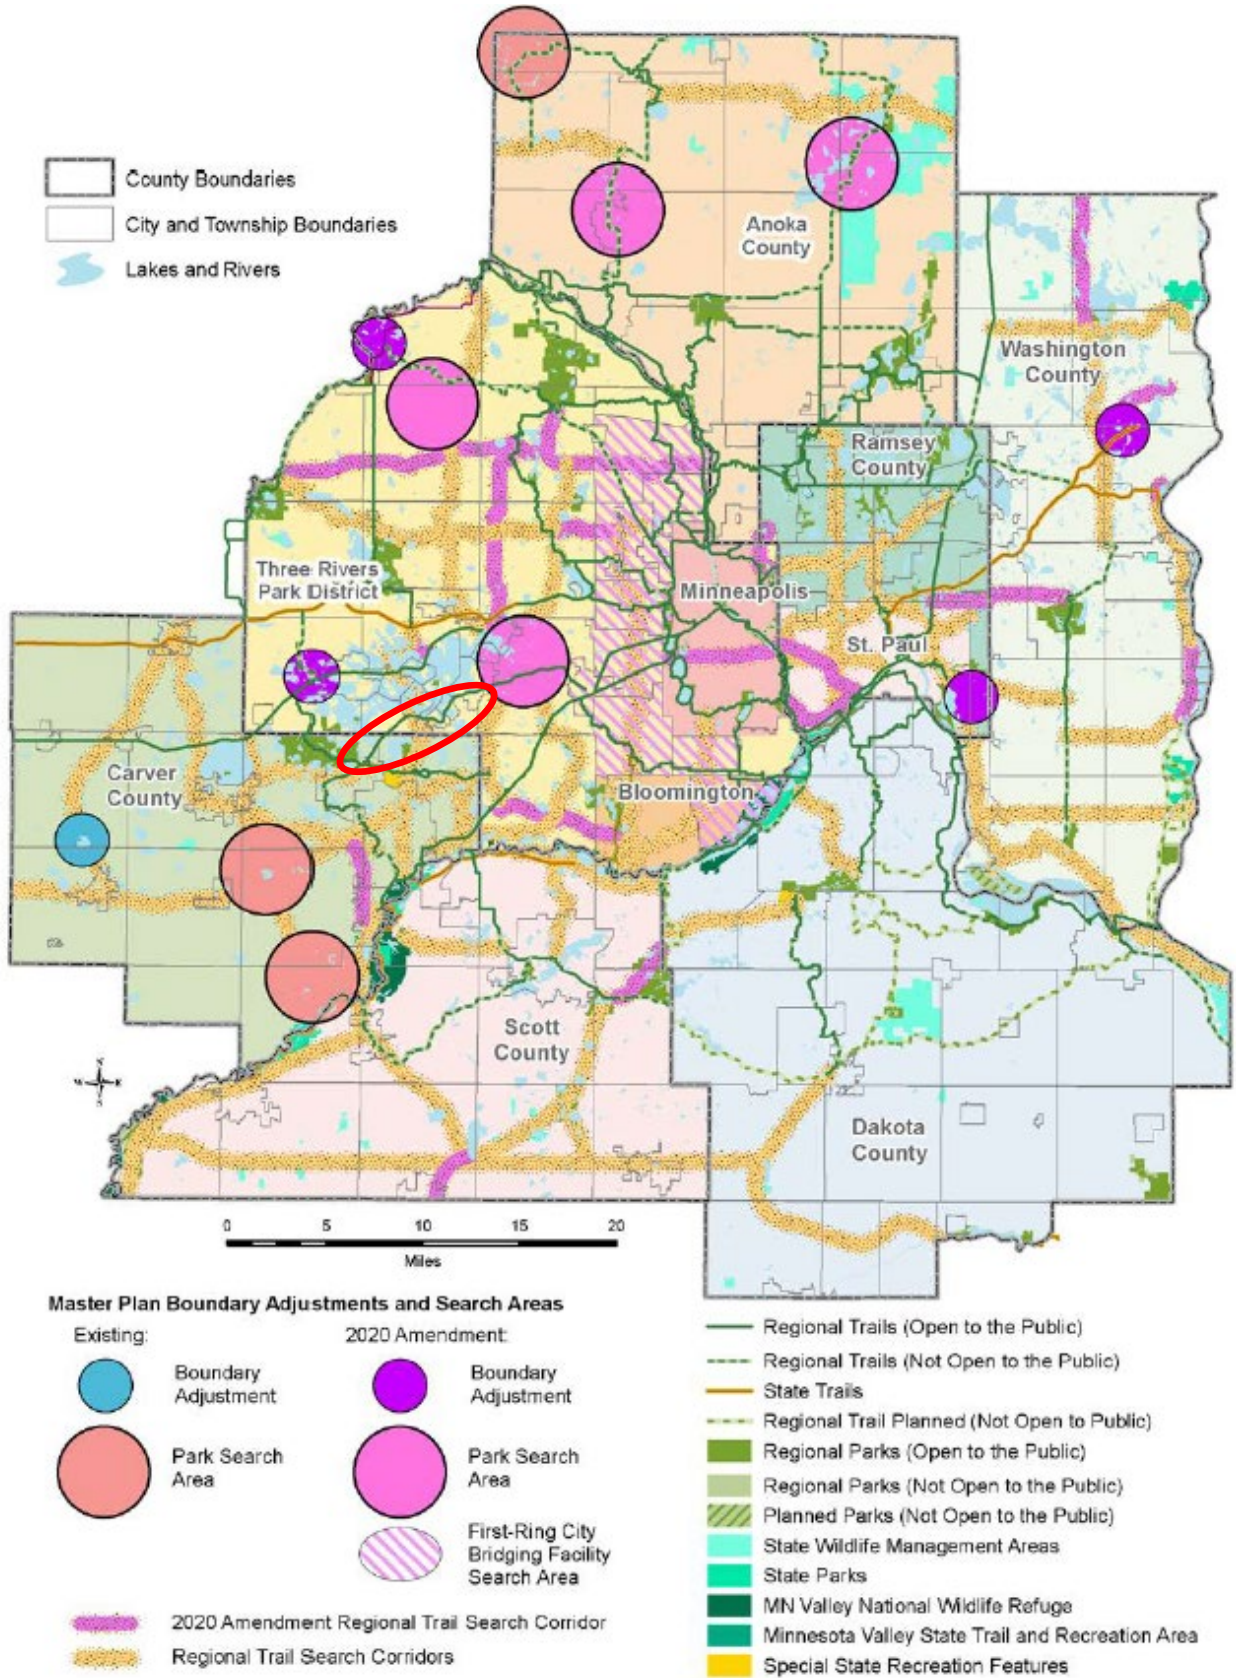 County Boundaries
City and Township Boundaries
Lakes and Rivers
Anoka
County
Washington
County
Ramsey
County
Three Rivers
Park District
Minneapolis
St. Paul
Carver
County
Bloomington
Scott
County
Dakota
County
N
W
E
S
0 5 10 15 20
Miles
Master Plan Boundary Adjustments and Search Areas
Existing:
Boundary
Adjustment
Park Search
Area
2020 Amendment:
Boundary
Adjustment
Park Search
Area
First-Ring City
Bridging Facility
Search Area
2020 Amendment Regional Trail Search Corridor
Regional Trail Search Corridors
Regional Trails (Open to the Public)
Regional Trails (Not Open to the Public)
State Trails
Regional Trail Planned (Not Open to Public)
Regional Parks (Open to the Public)
Regional Parks (Not Open to the Public)
Planned Parks (Not Open to the Public)
State Wildlife Management Areas
State Parks
MN Valley National Wildlife Refuge
Minnesota Valley State Trail and Recreation Area
Special State Recreation Features